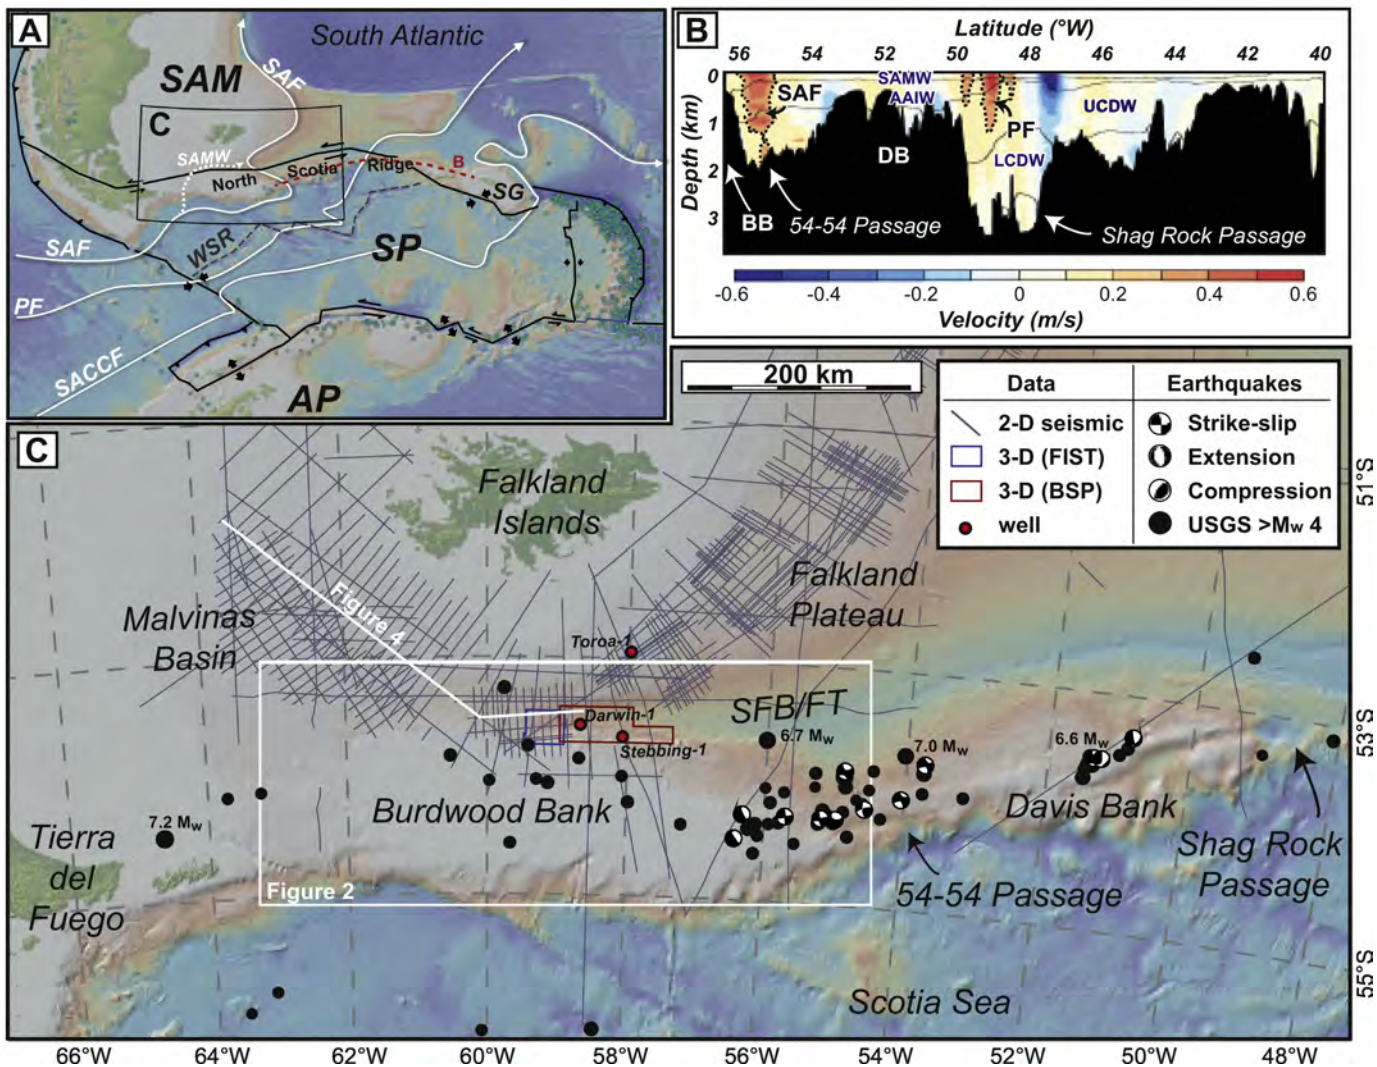 A
South Atlantic
SAM
SAF
C
SAMW
North
Scotia
Ridge
B
SG
SAF
WSR
SP
PF
SACCF
AP
B
Latitude (°W)
56 54 52 50 48 46 44 42 40
Depth (km)
0
1
2
3
SAF
SAMW
AAIW
UCDW
PF
DB
LCDW
BB
54-54 Passage
Shag Rock Passage
-0.6 -0.4 -0.2 0 0.2 0.4 0.6
Velocity (m/s)
C
200 km
Data
2-D seismic
3-D (FIST)
3-D (BSP)
well
Earthquakes
Strike-slip
Extension
Compression
USGS >Mw 4
Falkland
Islands
Malvinas
Basin
Figure 4
Falkland
Plateau
Toroa-1
Darwin-1
Stebbing-1
SFB/FT
6.7 Mw
7.0 Mw
6.6 Mw
7.2 Mw
Burdwood Bank
Davis Bank
Tierra
del
Fuego
Figure 2
54-54 Passage
Shag Rock
Passage
Scotia Sea
51°S
53°S
55°S
66°W 64°W 62°W 60°W 58°W 56°W 54°W 52°W 50°W 48°W